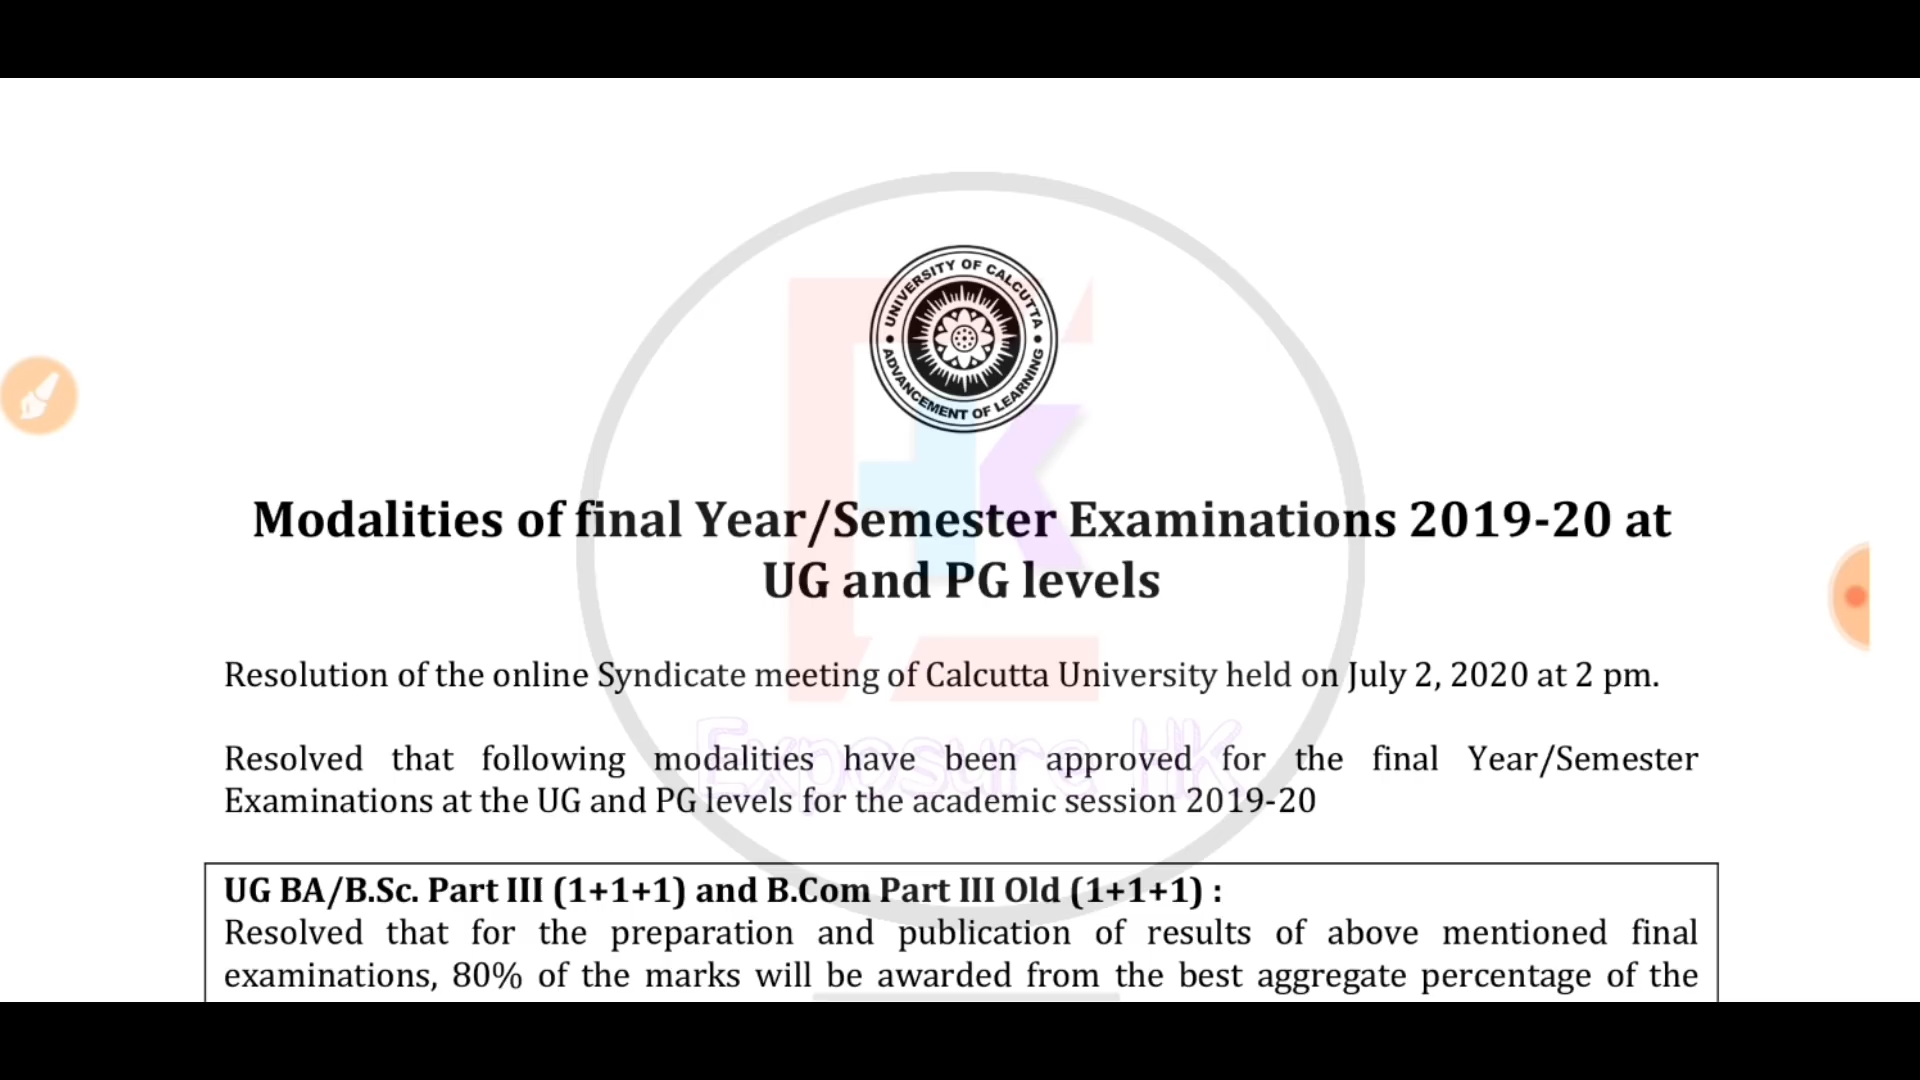 UNIVERSITY OF CALCUTTA
ADVANCEMENT OF LEARNING
Modalities of final Year/Semester Examinations 2019-20 at
UG and PG levels
Resolution of the online Syndicate meeting of Calcutta University held on July 2, 2020 at 2 pm.
Exposure HK
Resolved that following modalities have been approved for the final Year/Semester
Examinations at the UG and PG levels for the academic session 2019-20
UG BA/B.Sc. Part III (1+1+1) and B.Com Part III Old (1+1+1) :
Resolved that for the preparation and publication of results of above mentioned final
examinations, 80% of the marks will be awarded from the best aggregate percentage of the